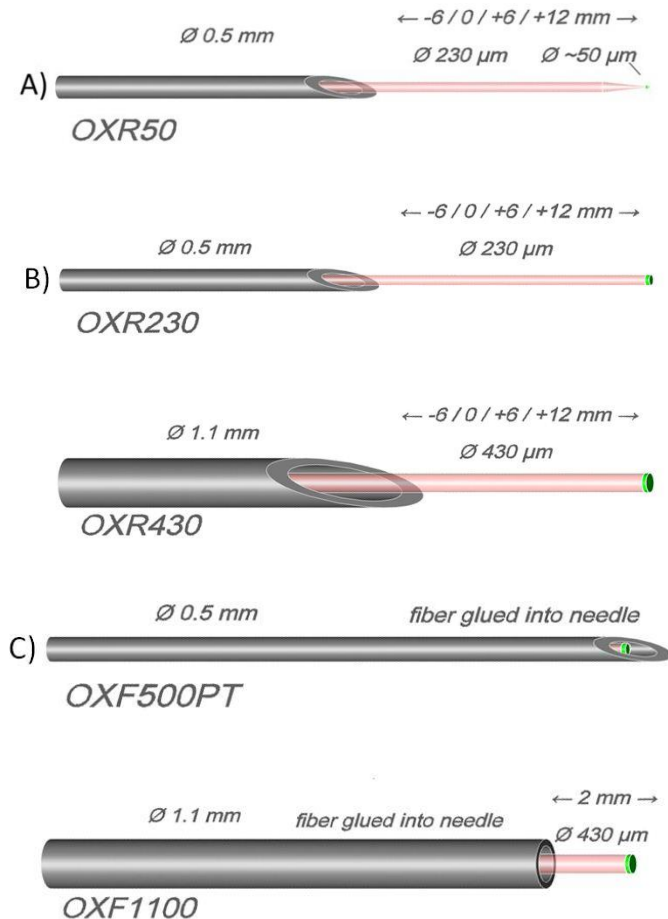 Ø 0.5 mm
← -6 / 0 / +6 / +12 mm →
Ø 230 µm Ø ~50 µm
A)
OXR50
← -6 / 0 / +6 / +12 mm →
Ø 0.5 mm Ø 230 µm
B)
OXR230
← -6 / 0 / +6 / +12 mm →
Ø 1.1 mm Ø 430 µm
OXR430
Ø 0.5 mm fiber glued into needle
C)
OXF500PT
← 2 mm →
Ø 1.1 mm fiber glued into needle Ø 430 µm
OXF1100